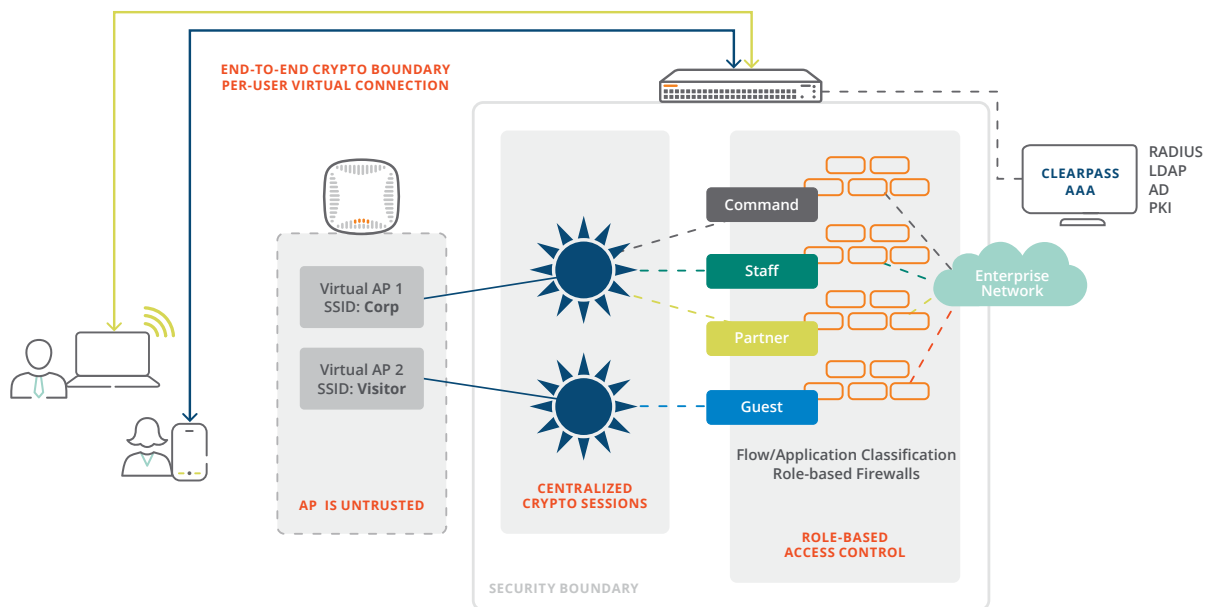 END-TO-END CRYPTO BOUNDARY
PER-USER VIRTUAL CONNECTION
CLEARPASS
AAA
RADIUS
LDAP
AD
PKI
Command
Staff
Partner
Guest
Enterprise
Network
Virtual AP 1
SSID: Corp
Virtual AP 2
SSID: Visitor
Flow/Application Classification
Role-based Firewalls
AP IS UNTRUSTED
CENTRALIZED
CRYPTO SESSIONS
ROLE-BASED
ACCESS CONTROL
SECURITY BOUNDARY